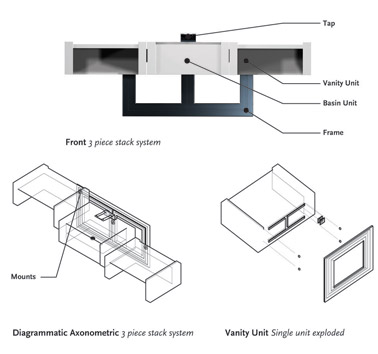 Tap
Vanity Unit
Basin Unit
Frame
Front 3 piece stack system
Mounts
Diagrammatic Axonometric 3 piece stack system
Vanity Unit Single unit exploded